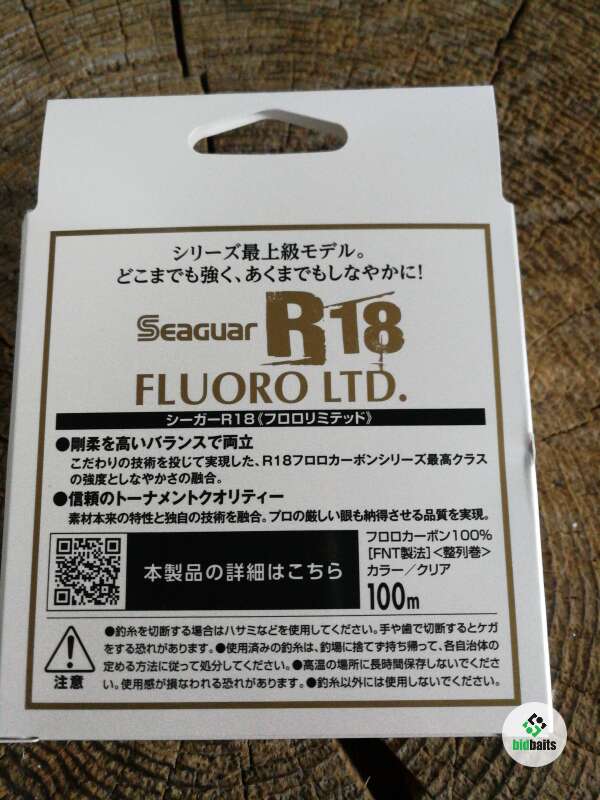 シリーズ最上級モデル。
どこまでも強く、あくまでもしなやかに!
Seaguar R18
FLUORO LTD.
シーガーR18《フロロリミテッド》
●剛柔を高いバランスで両立
こだわりの技術を投じて実現した、R18フロロカーボンシリーズ最高クラス
の強度としなやかさの融合。
●信頼のトーナメントクオリティー
素材本来の特性と独自の技術を融合。プロの厳しい眼も納得させる品質を実現。
本製品の詳細はこちら
フロロカーボン100%
[FNT製法]<整列巻>
カラー/クリア
100m
注意
●釣糸を切断する場合はハサミなどを使用してください。手や歯で切断するとケガ
をする恐れがあります。●使用済みの釣糸は、釣場に捨てず持ち帰って、各自治体の
定める方法に従って処分してください。●高温の場所に長時間保存しないでくださ
い。使用感が損なわれる恐れがあります。●釣糸以外には使用しないでください。
bidbaits